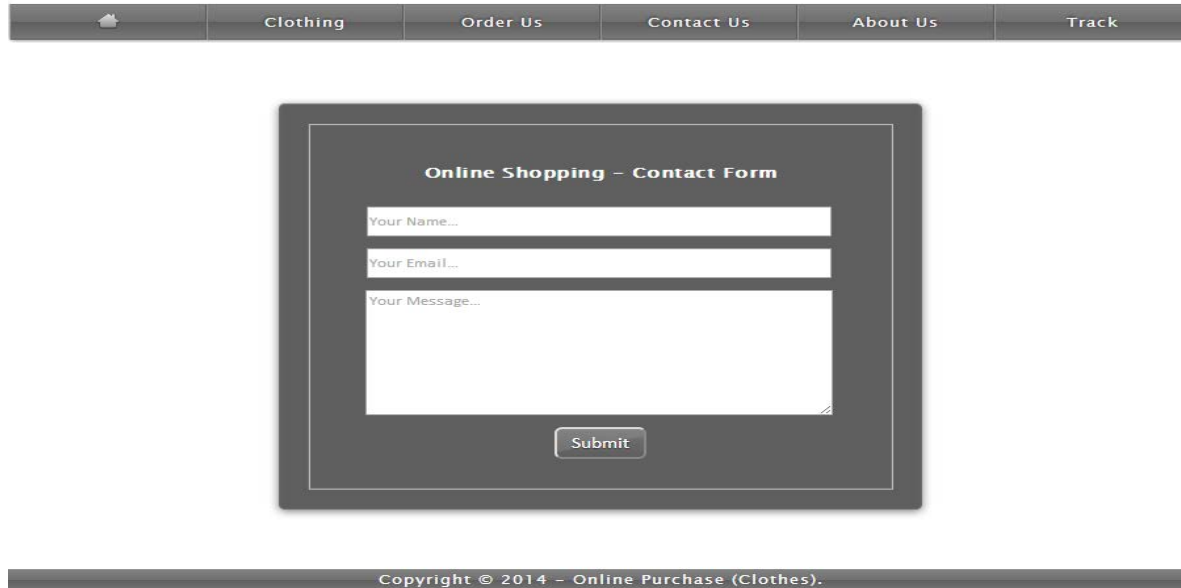 Clothing Order Us Contact Us About Us Track
Online Shopping - Contact Form
Your Name...
Your Email...
Your Message...
Submit
Copyright © 2014 - Online Purchase (Clothes).